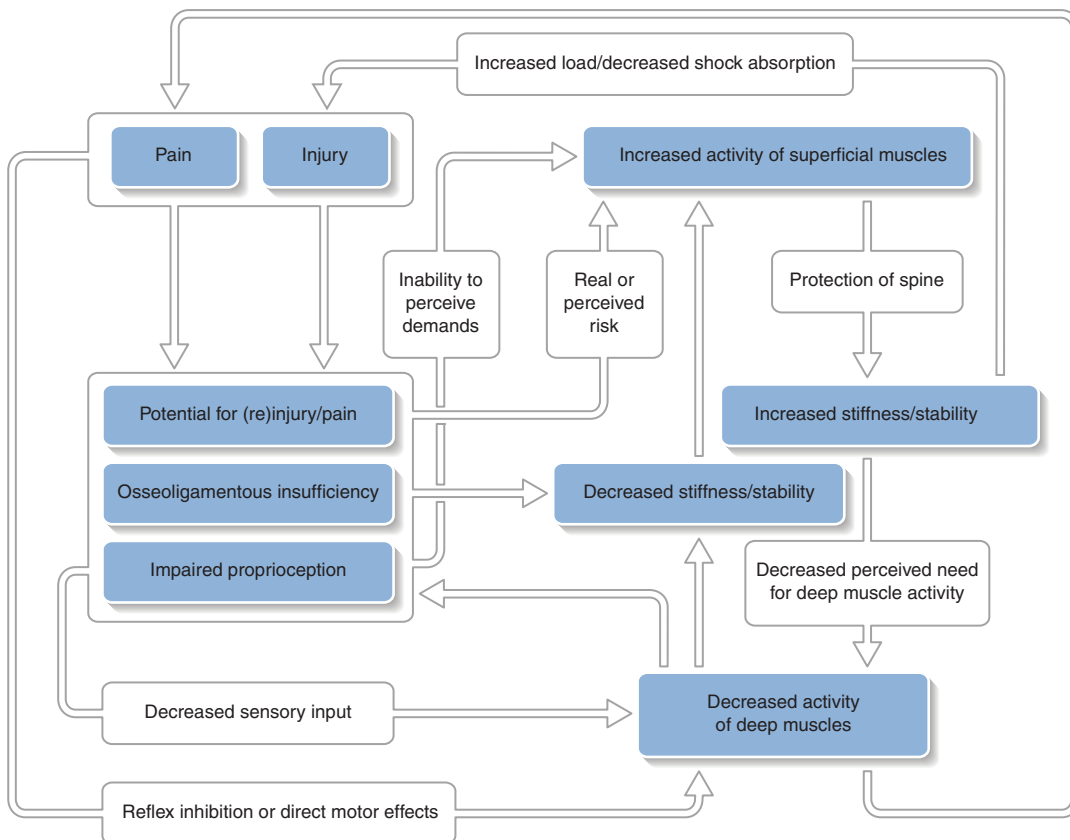 Increased load/decreased shock absorption
Pain
Injury
Increased activity of superficial muscles
Inability to
perceive
demands
Real or
perceived
risk
Protection of spine
Potential for (re)injury/pain
Increased stiffness/stability
Osseoligamentous insufficiency
Decreased stiffness/stability
Impaired proprioception
Decreased perceived need
for deep muscle activity
Decreased sensory input
Decreased activity
of deep muscles
Reflex inhibition or direct motor effects